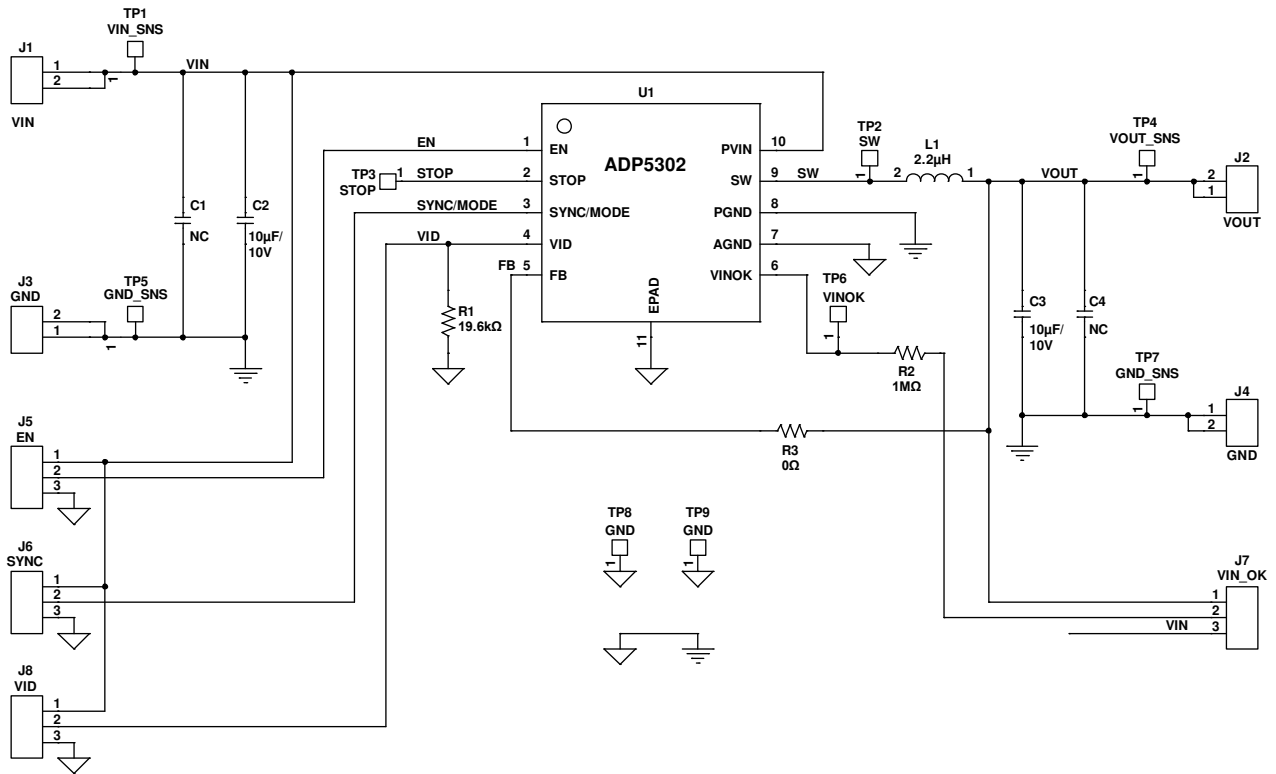 TP1
VIN_SNS
J1
1
2
VIN
1
VIN
C1
NC
C2
10µF/
10V
J3
GND
2
1
TP5
GND_SNS
1
J5
EN
1
2
3
J6
SYNC
1
2
3
J8
VID
1
2
3
U1
ADP5302
EN
1
EN
TP3
STOP
1
STOP
2
STOP
SYNC/MODE
3
SYNC/MODE
VID
4
VID
FB
5
FB
R1
19.6kΩ
EPAD
11
PVIN
10
SW
9
SW
PGND
8
AGND
7
VINOK
6
TP2
SW
1
L1
2.2µH
2
1
VOUT
TP4
VOUT_SNS
1
J2
2
1
VOUT
TP6
VINOK
1
R2
1MΩ
R3
0Ω
C3
10µF/
10V
C4
NC
TP7
GND_SNS
1
J4
1
2
GND
TP8
GND
1
TP9
GND
1
J7
VIN_OK
1
2
VIN
3